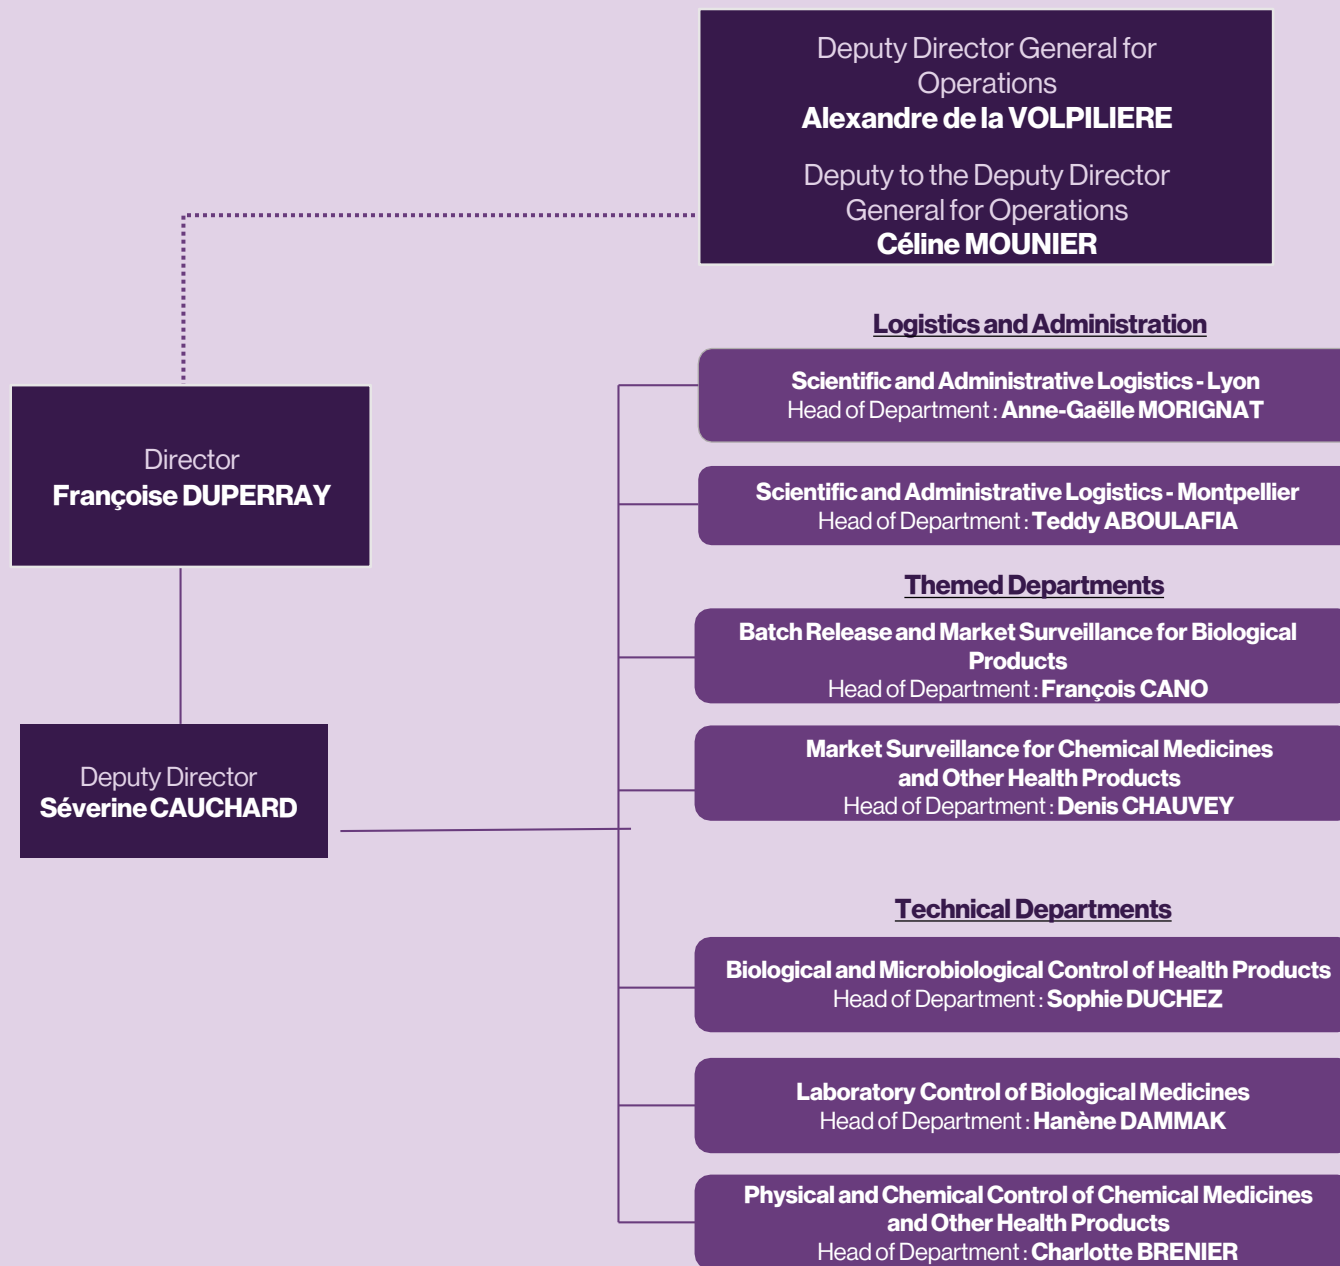 Deputy Director General for
Operations
Alexandre de la VOLPILIERE
Deputy to the Deputy Director
General for Operations
Céline MOUNIER
Director
Françoise DUPERRAY
Deputy Director
Séverine CAUCHARD
Logistics and Administration
Scientific and Administrative Logistics - Lyon
Head of Department : Anne-Gaëlle MORIGNAT
Scientific and Administrative Logistics - Montpellier
Head of Department : Teddy ABOULAFIA
Themed Departments
Batch Release and Market Surveillance for Biological
Products
Head of Department : François CANO
Market Surveillance for Chemical Medicines
and Other Health Products
Head of Department : Denis CHAUVEY
Technical Departments
Biological and Microbiological Control of Health Products
Head of Department : Sophie DUCHEZ
Laboratory Control of Biological Medicines
Head of Department : Hanène DAMMAK
Physical and Chemical Control of Chemical Medicines
and Other Health Products
Head of Department : Charlotte BRENIER